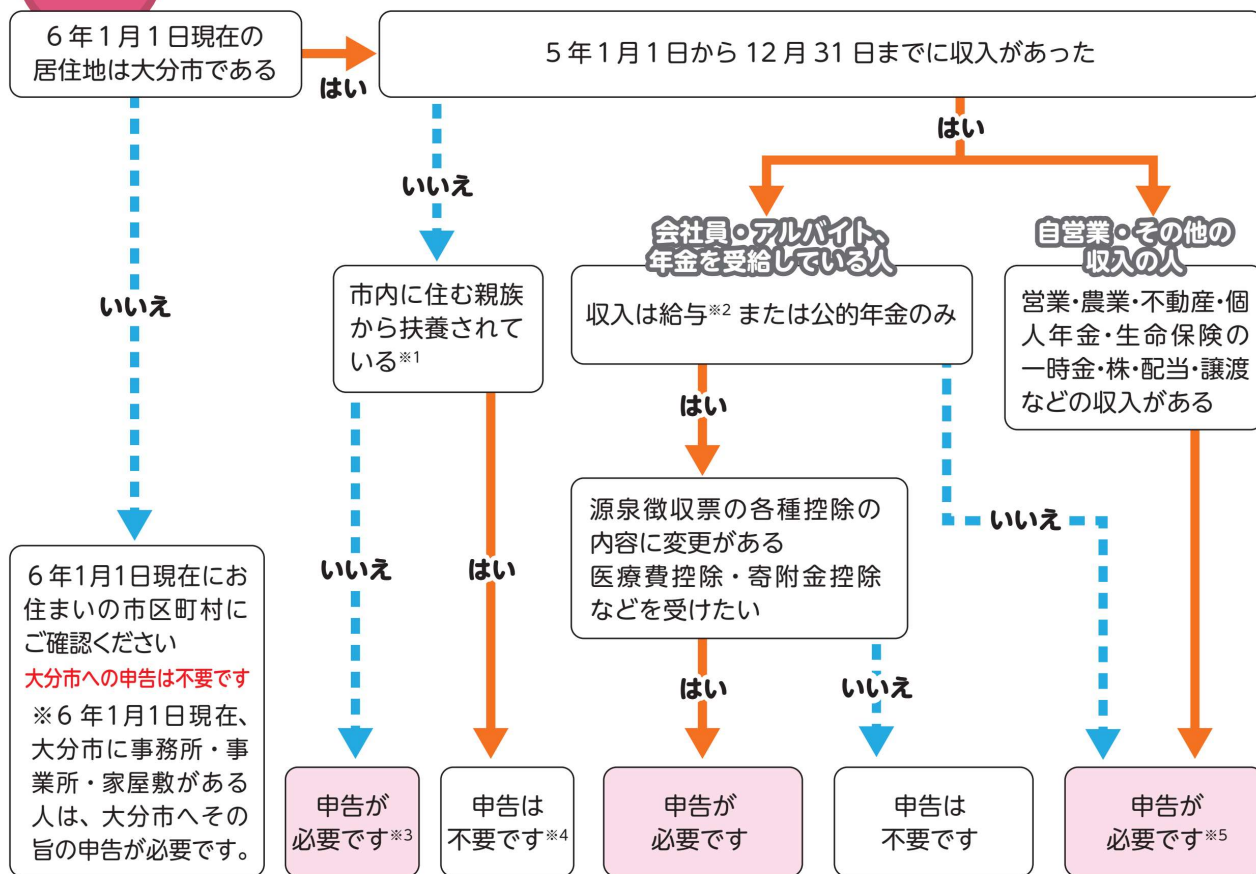 6年1月1日現在の
居住地は大分市である
はい
5年1月1日から12月31日までに収入があった
いいえ
いいえ
はい
会社員・アルバイト、
年金を受給している人
収入は給与※2 または公的年金のみ
自営業・その他の
収入の人
営業・農業・不動産・個
人年金・生命保険の
一時金・株・配当・譲渡
などの収入がある
市内に住む親族
から扶養されて
いる※1
はい
源泉徴収票の各種控除の
内容に変更がある
医療費控除・寄附金控除
などを受けたい
いいえ
いいえ
はい
はい
いいえ
6年1月1日現在にお
住まいの市区町村に
ご確認ください
大分市への申告は不要です
※6年1月1日現在、
大分市に事務所・事
業所・家屋敷がある
人は、大分市へその
旨の申告が必要です。
申告が
必要です※3
申告は
不要です※4
申告が
必要です
申告は
不要です
申告が
必要です※5